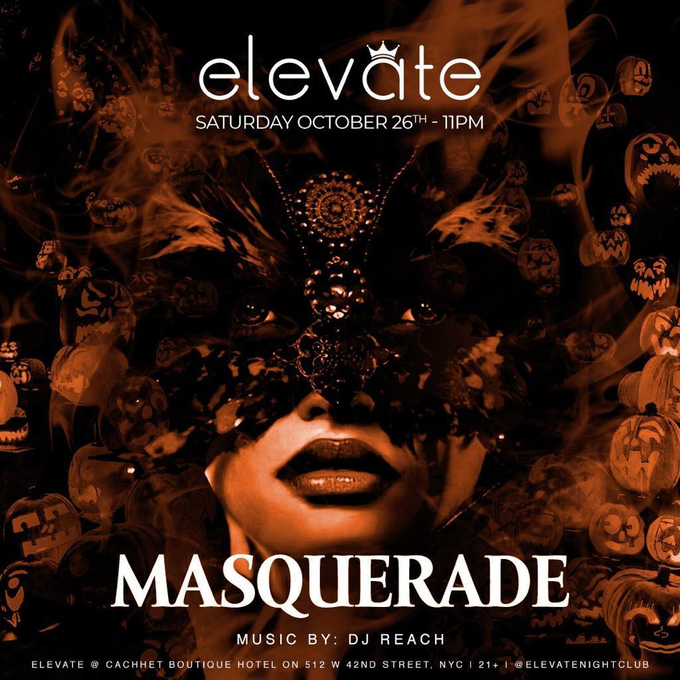 elevate
SATURDAY OCTOBER 26TH - 11PM
MASQUERADE
MUSIC BY: DJ REACH
ELEVATE @ CACHHET BOUTIQUE HOTEL ON 512 W 42ND STREET, NYC | 21+ | @ELEVATENIGHTCLUB